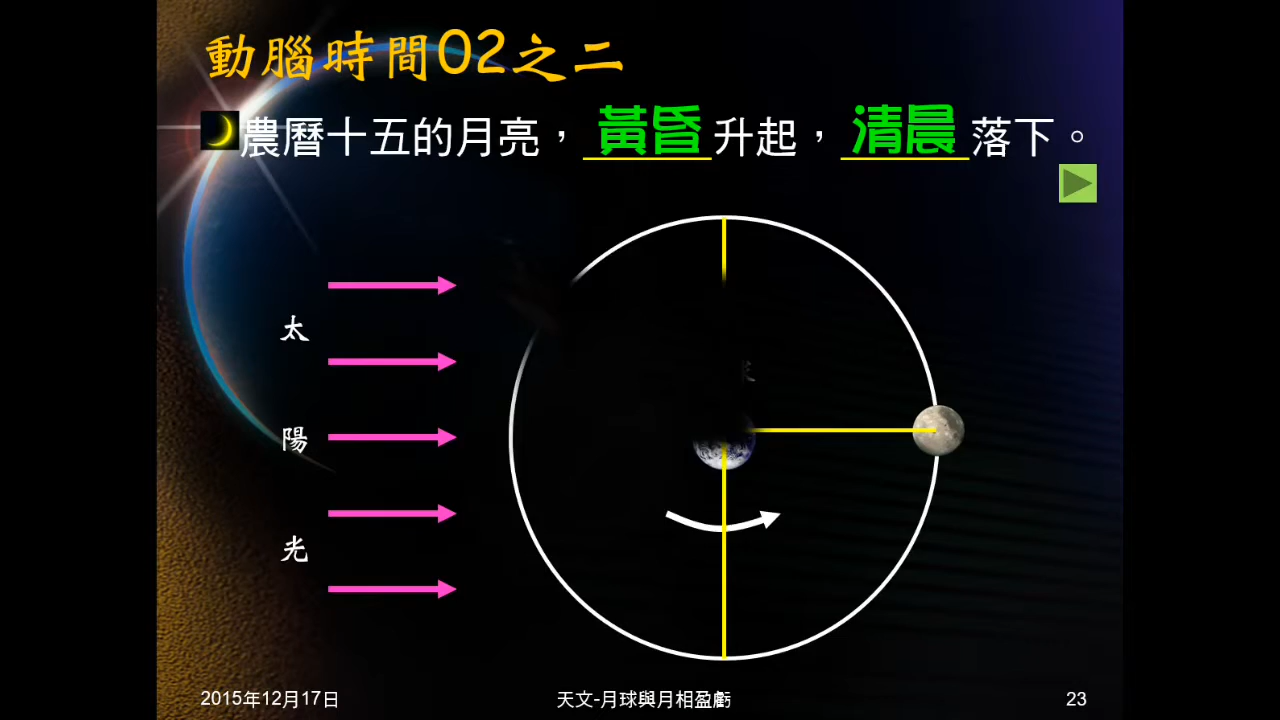 動腦時間02之二
農曆十五的月亮，黃昏升起，清晨落下。
太
陽
光
2015年12月17日
天文-月球與月相盈虧
23